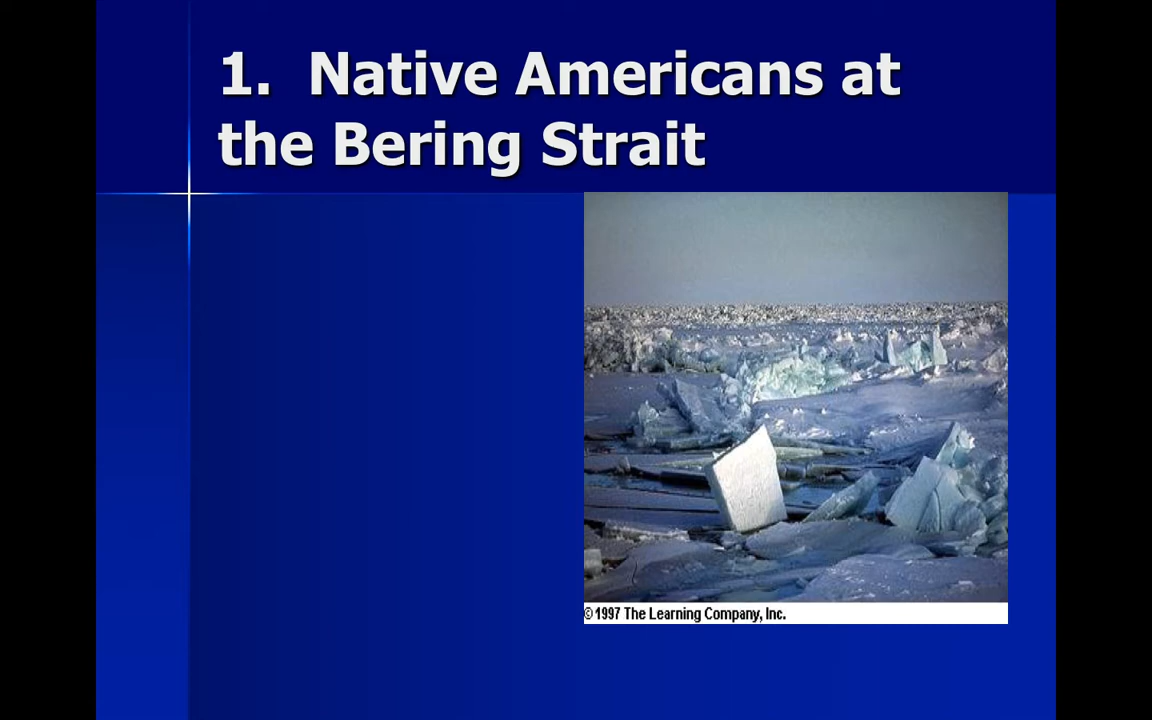 1. Native Americans at
the Bering Strait
© 1997 The Learning Company, Inc.